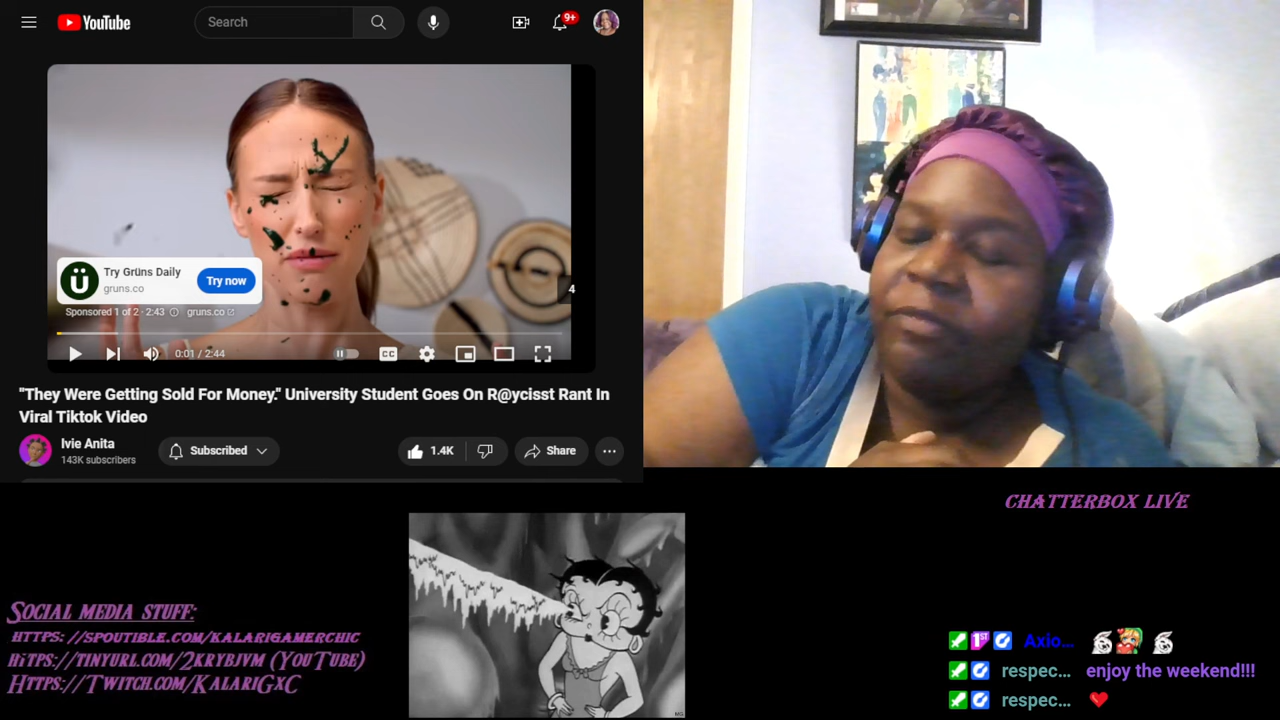 YouTube
Search
9+
Try Grüns Daily
gruns.co
Try now
Sponsored 1 of 2 · 2:43
gruns.co
4
0:01 / 2:44
CC
"They Were Getting Sold For Money." University Student Goes On R@ycisst Rant In
Viral Tiktok Video
Ivie Anita
143K subscribers
Subscribed
1.4K
Share
CHATTERBOX LIVE
SOCIAL MEDIA STUFF:
HTTPS://SPOUTIBLE.COM/KALARIGAMERCHIC
HTTPS://TINYURL.COM/2KRYBJVM (YOUTUBE)
HTTPS://TWITCH.COM/KALARIGXC
1ST
Axio...
respec... enjoy the weekend!!!
respec...